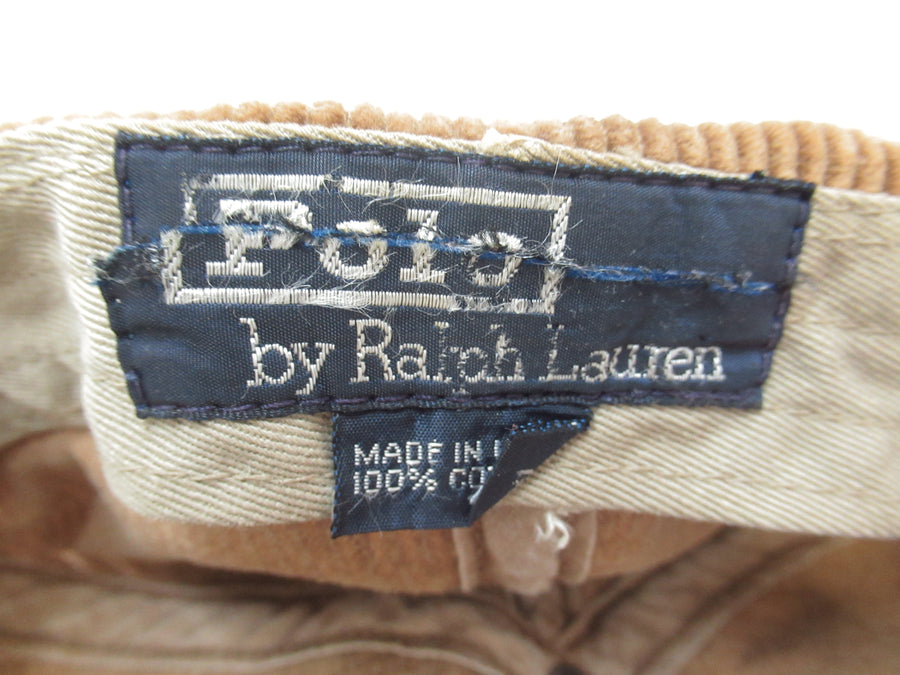 Polo
by Ralph Lauren
MADE IN
100%